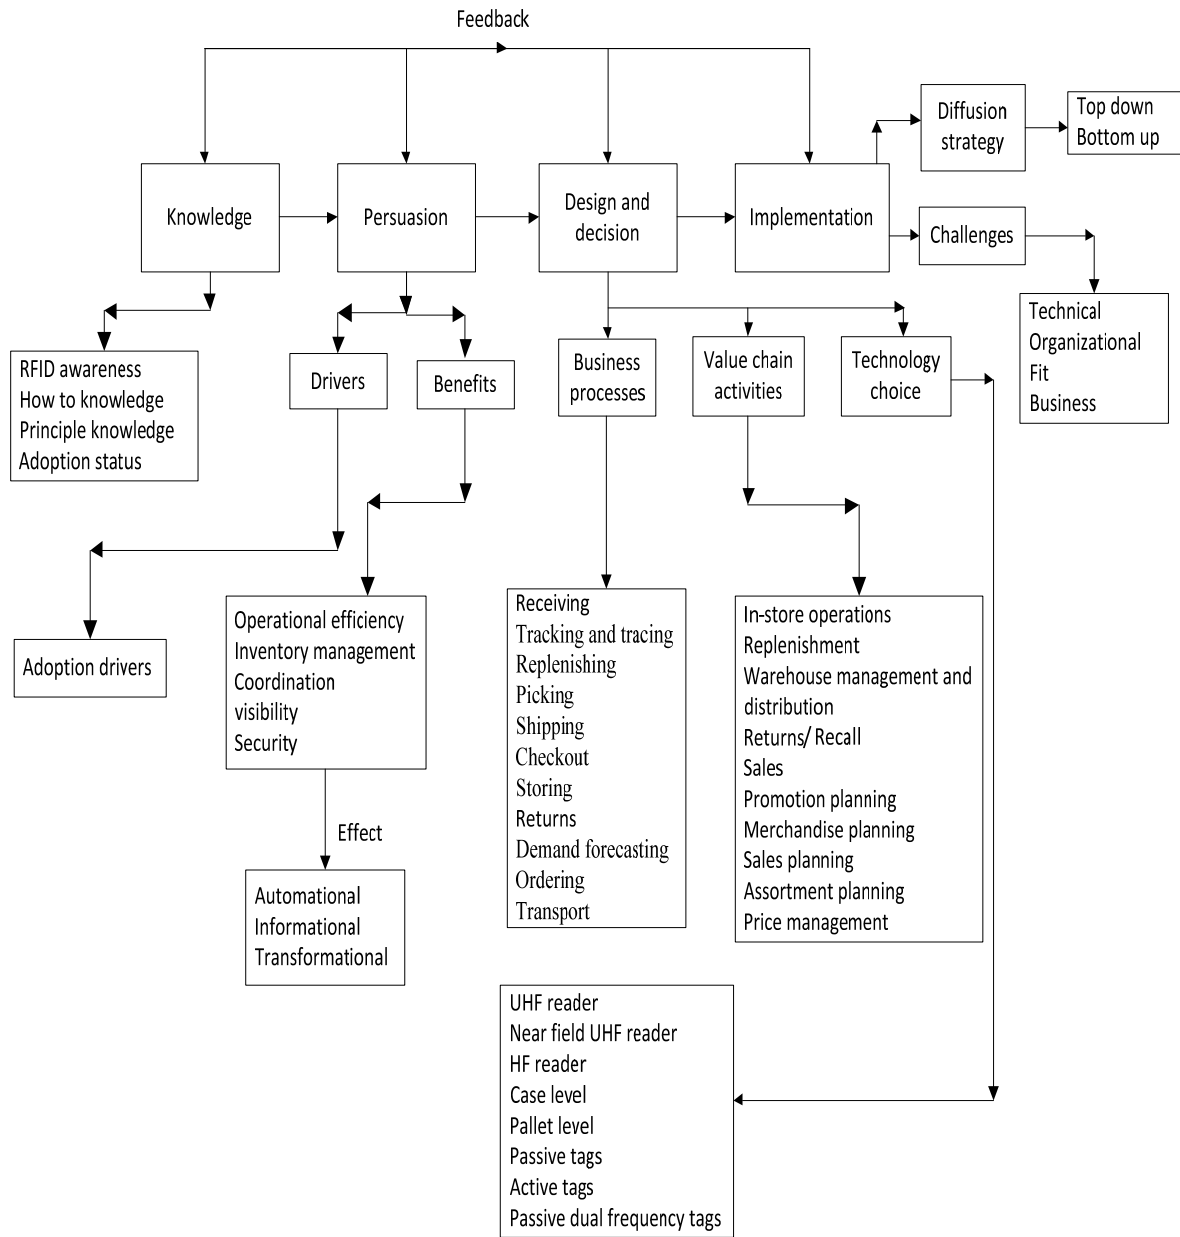 Feedback
Diffusion
strategy
Top down
Bottom up
Knowledge
Persuasion
Design and
decision
Implementation
Challenges
Technical
Organizational
Fit
Business
RFID awareness
How to knowledge
Principle knowledge
Adoption status
Drivers
Benefits
Business
processes
Value chain
activities
Technology
choice
Adoption drivers
Operational efficiency
Inventory management
Coordination
visibility
Security
Effect
Automational
Informational
Transformational
Receiving
Tracking and tracing
Replenishing
Picking
Shipping
Checkout
Storing
Returns
Demand forecasting
Ordering
Transport
In-store operations
Replenishment
Warehouse management and
distribution
Returns/ Recall
Sales
Promotion planning
Merchandise planning
Sales planning
Assortment planning
Price management
UHF reader
Near field UHF reader
HF reader
Case level
Pallet level
Passive tags
Active tags
Passive dual frequency tags